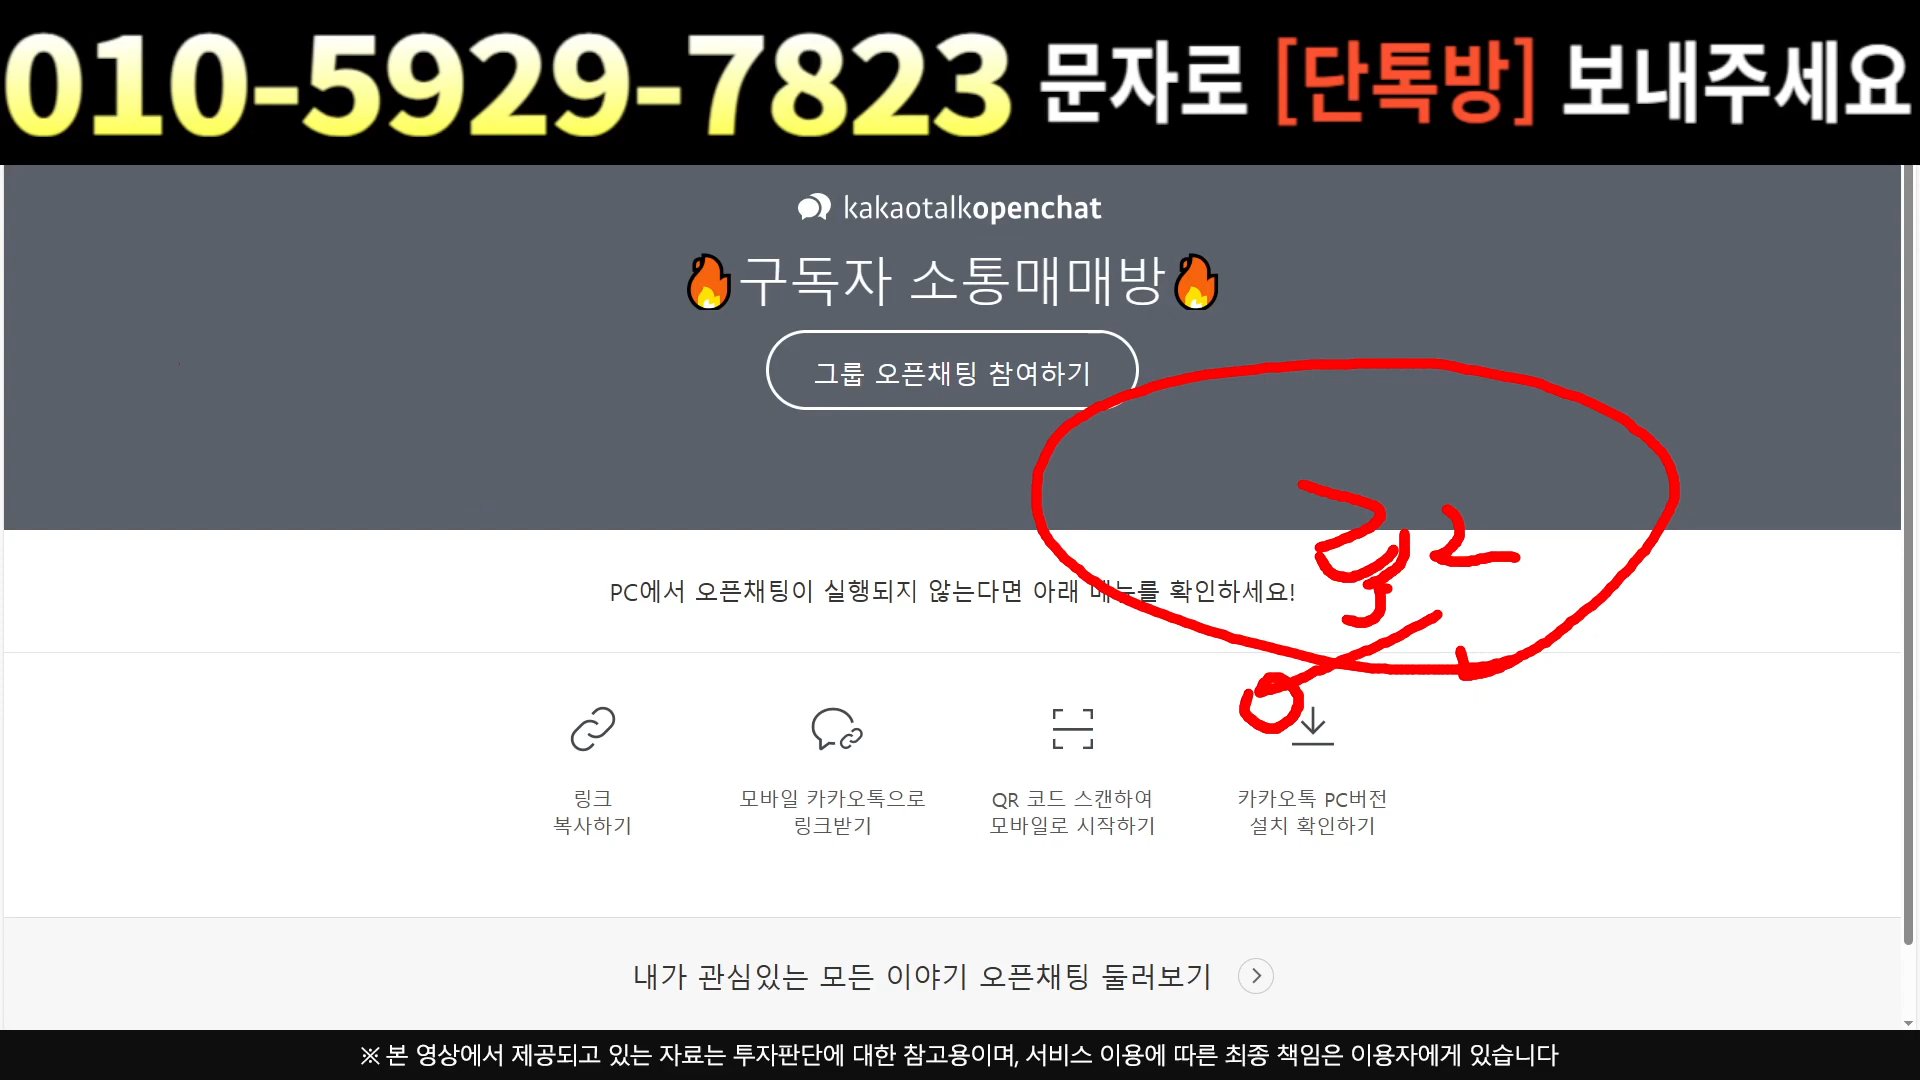 010-5929-7823 문자로 [단톡방] 보내주세요
kakaotalkopenchat
🔥구독자 소통매매방🔥
그룹 오픈채팅 참여하기
PC에서 오픈채팅이 실행되지 않는다면 아래 메뉴를 확인하세요!
링크
복사하기
모바일 카카오톡으로
링크받기
QR 코드 스캔하여
모바일로 시작하기
카카오톡 PC버전
설치 확인하기
내가 관심있는 모든 이야기 오픈채팅 둘러보기
※ 본 영상에서 제공되고 있는 자료는 투자판단에 대한 참고용이며, 서비스 이용에 따른 최종 책임은 이용자에게 있습니다